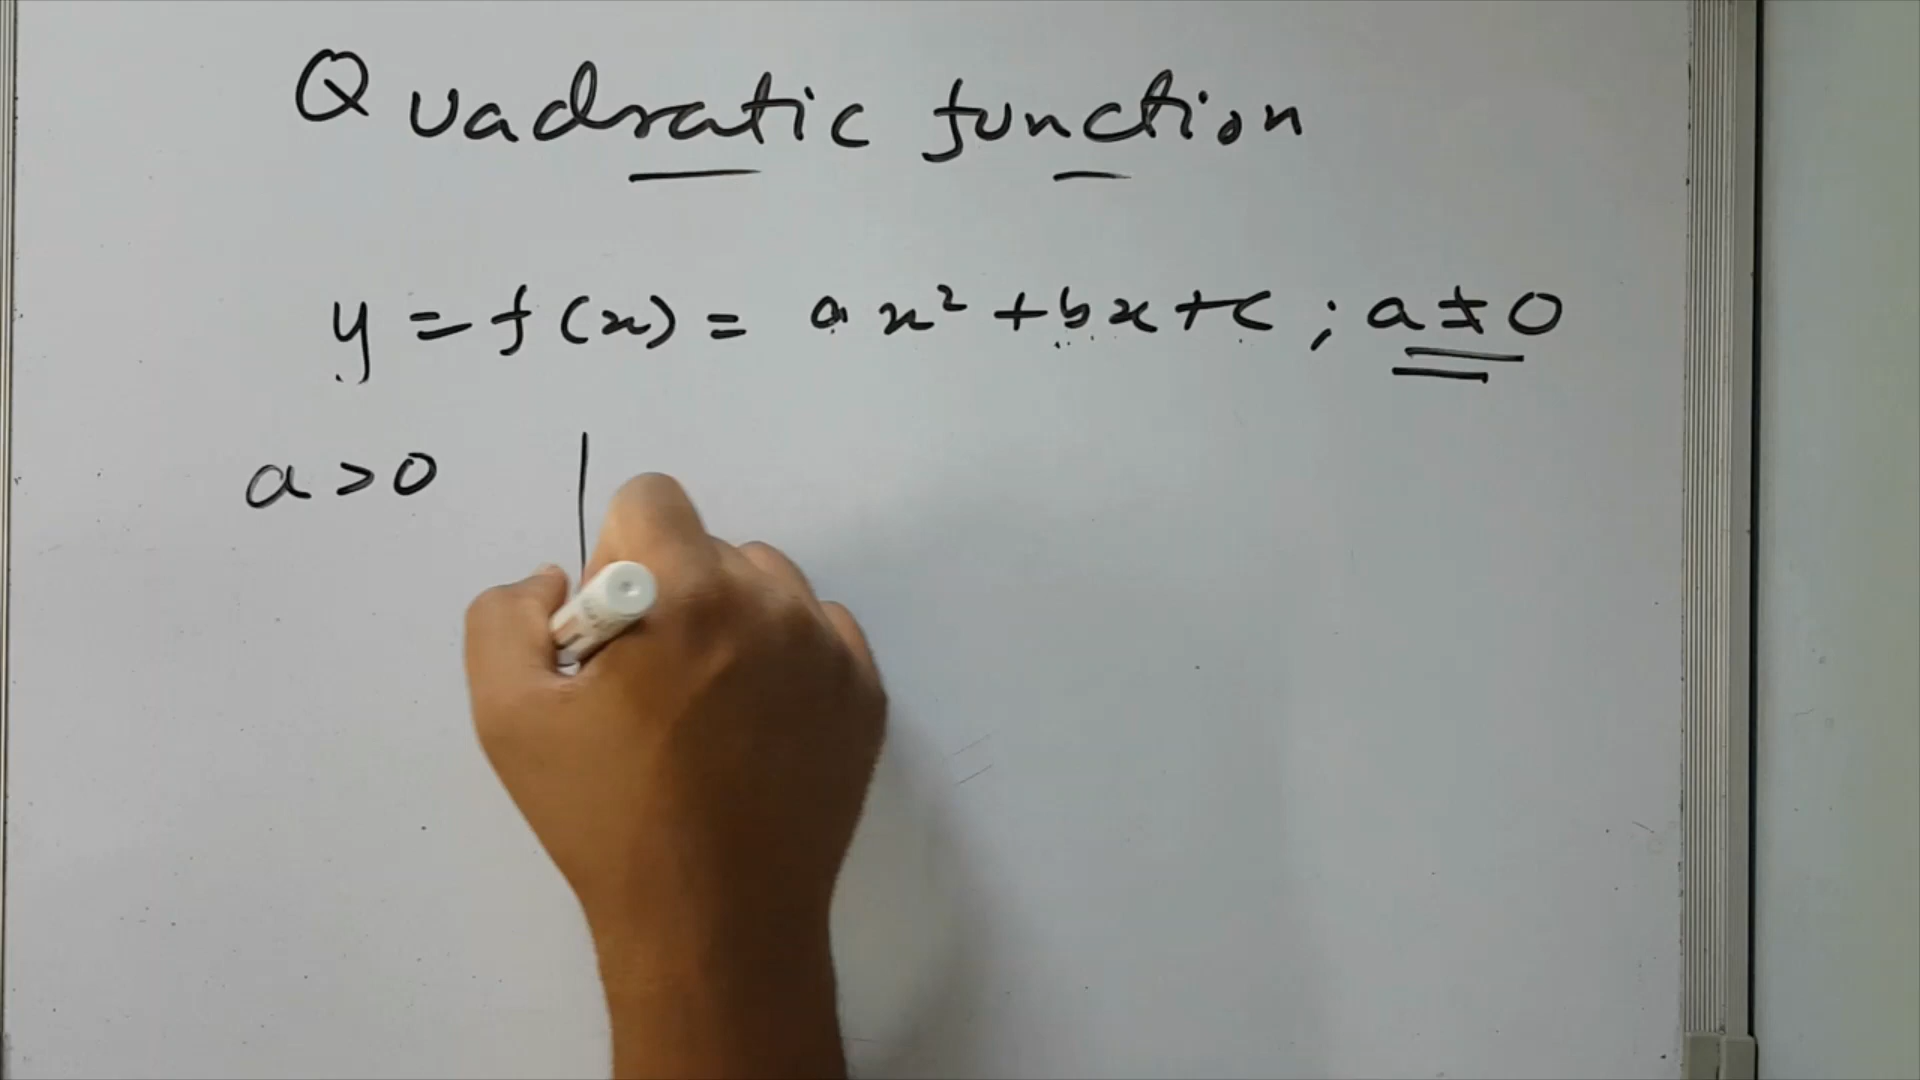 Quadratic function
y = f(x) = ax² + bx + c ; a ≠ 0
a > 0